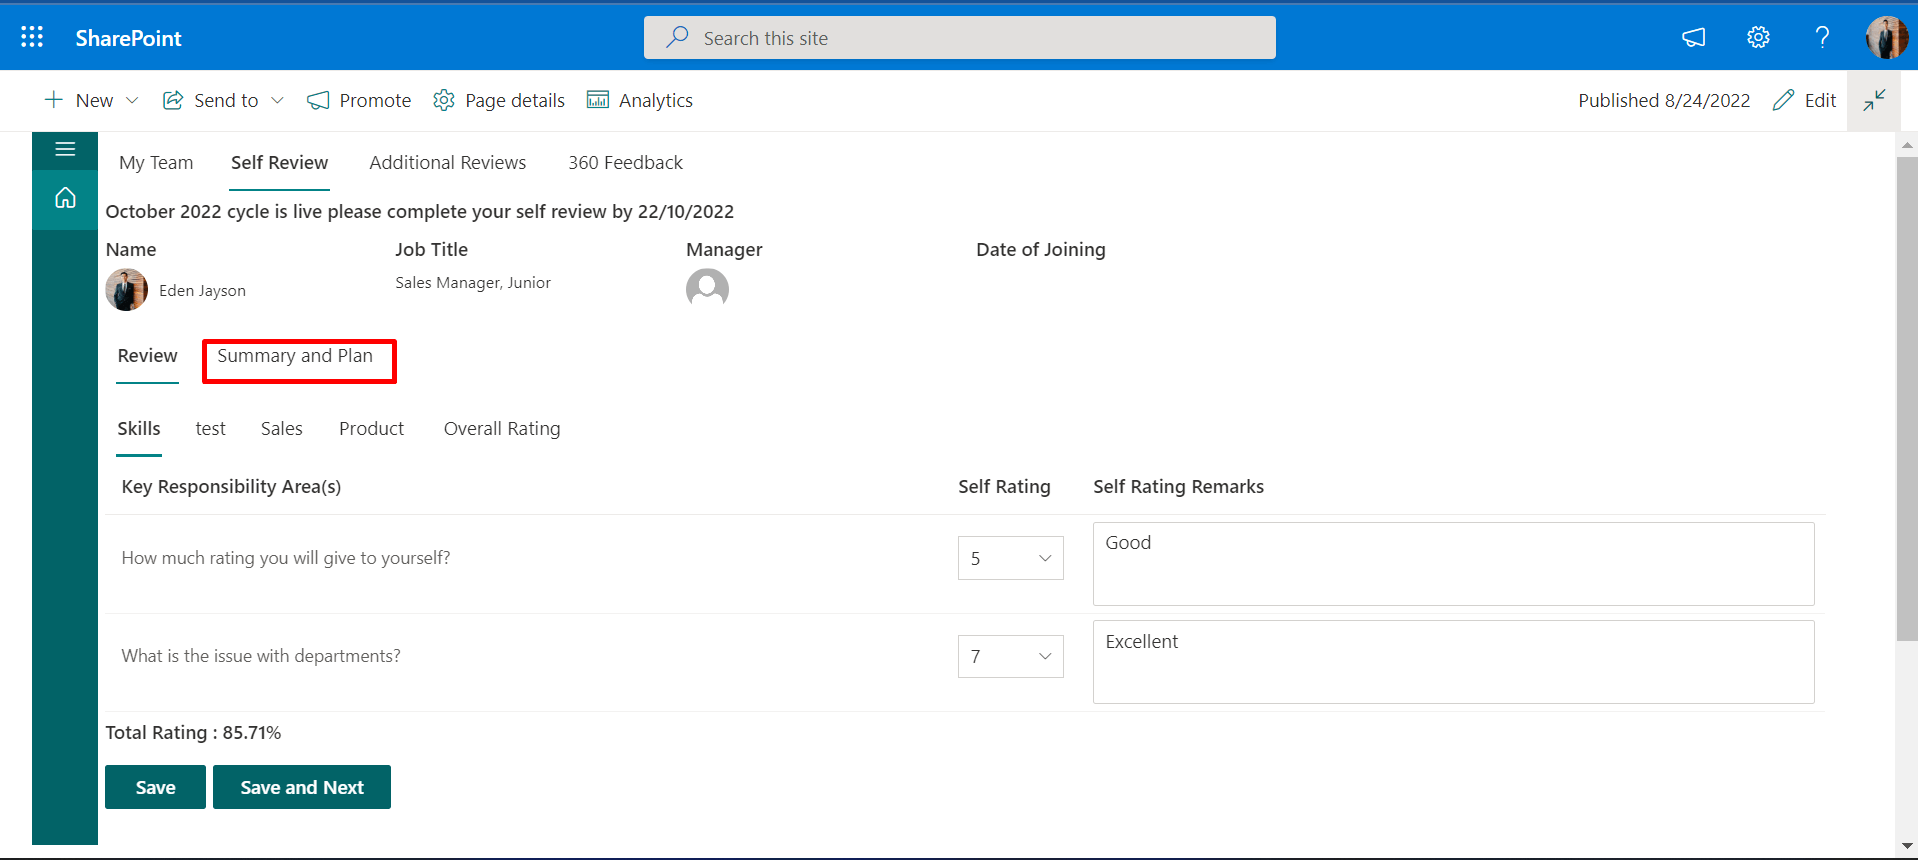 SharePoint
Search this site
New
Send to
Promote
Page details
Analytics
Published 8/24/2022
Edit
My Team
Self Review
Additional Reviews
360 Feedback
October 2022 cycle is live please complete your self review by 22/10/2022
Name
Job Title
Manager
Date of Joining
Eden Jayson
Sales Manager, Junior
Review
Summary and Plan
Skills
test
Sales
Product
Overall Rating
Key Responsibility Area(s)
Self Rating
Self Rating Remarks
How much rating you will give to yourself?
5
Good
What is the issue with departments?
7
Excellent
Total Rating : 85.71%
Save
Save and Next